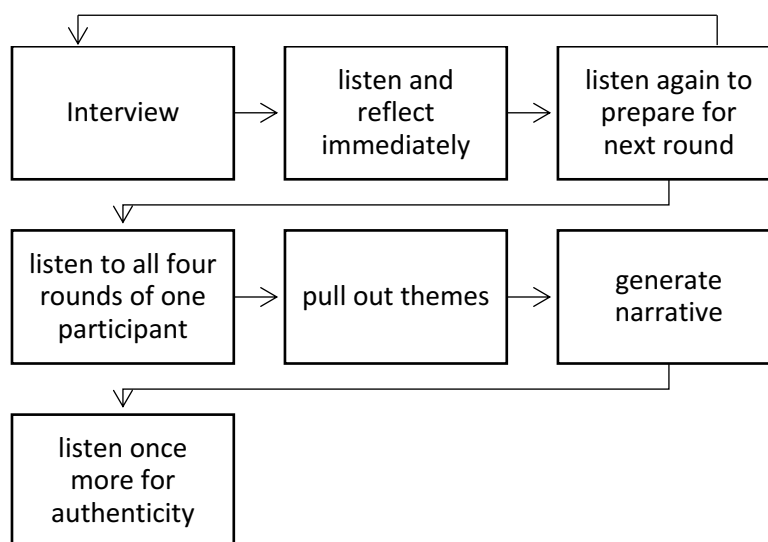 Interview
listen and
reflect
immediately
listen again to
prepare for
next round
listen to all four
rounds of one
participant
pull out themes
generate
narrative
listen once
more for
authenticity